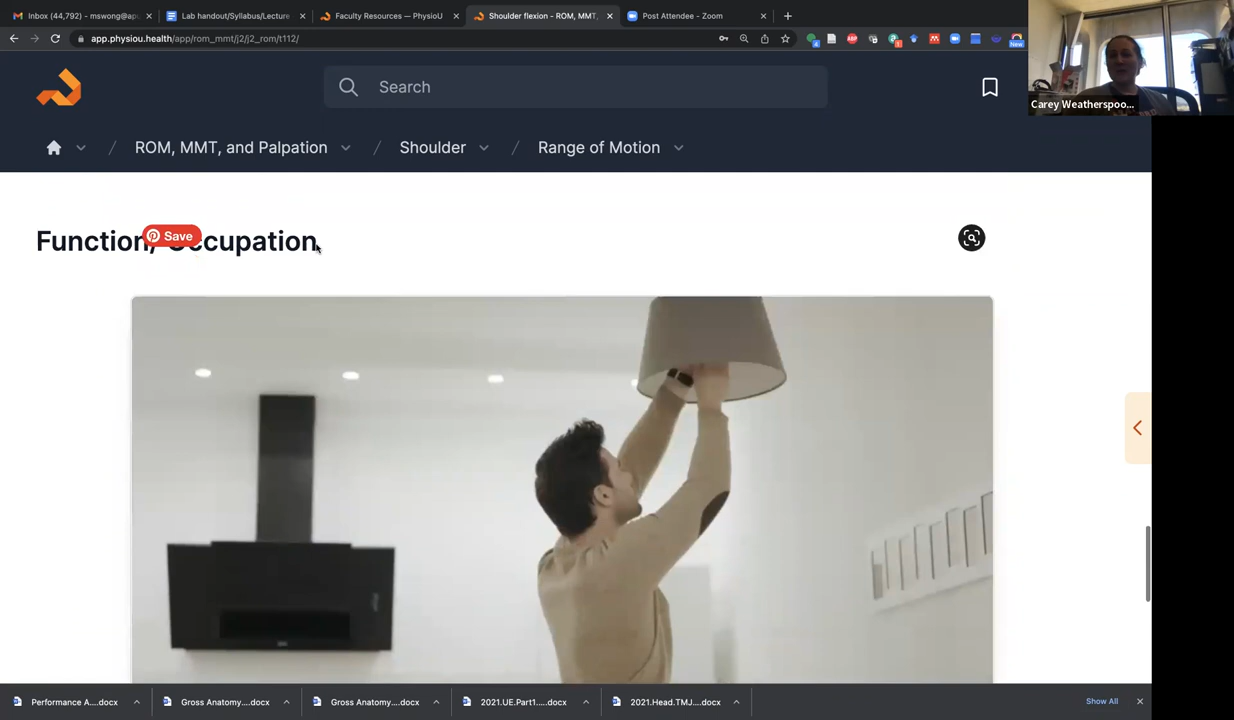 Inbox (44,792) - mswong@ap
Lab handout/Syllabus/Lecture
Faculty Resources — PhysioU
Shoulder flexion - ROM, MMT,
Post Attendee - Zoom
app.physiou.health/app/rom_mmt/j2/j2_rom/t112/
ABP
New
Search
Carey Weatherspoo...
ROM, MMT, and Palpation / Shoulder / Range of Motion
Save
Function/ Occupation
Performance A....docx
Gross Anatomy....docx
Gross Anatomy....docx
2021.UE.Part1.....docx
2021.Head.TMJ....docx
Show All